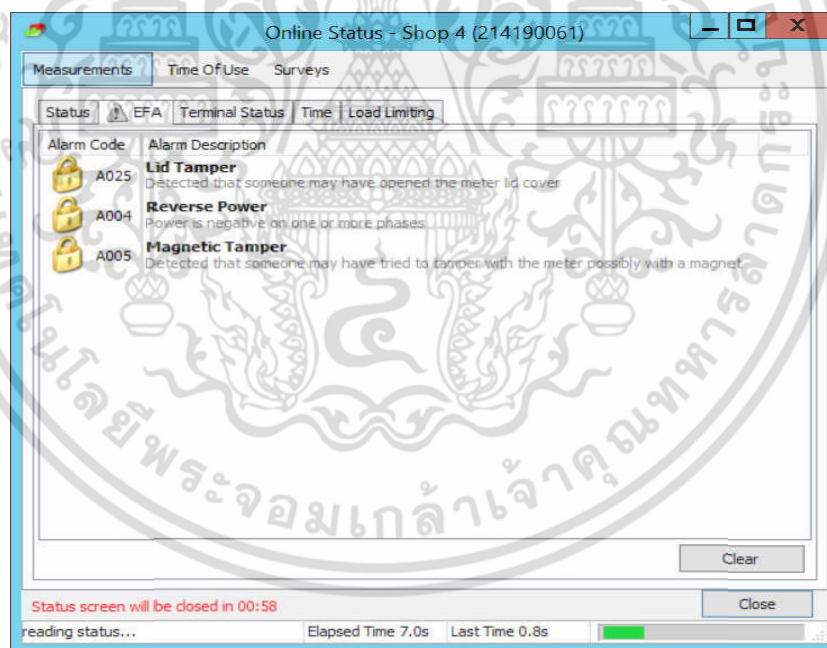 Online Status - Shop 4 (214190061)
Measurements Time Of Use Surveys
Status EFA Terminal Status Time Load Limiting
Alarm Code Alarm Description
A025 Lid Tamper
Detected that someone may have opened the meter lid cover
A004 Reverse Power
Power is negative on one or more phases
A005 Magnetic Tamper
Detected that someone may have tried to tamper with the meter possibly with a magnet.
Clear
Status screen will be closed in 00:58
Close
reading status... Elapsed Time 7.0s Last Time 0.8s